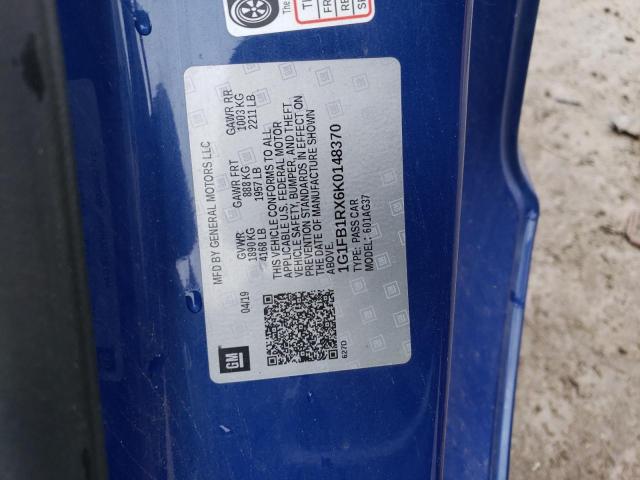 MFD BY GENERAL MOTORS LLC
04/19
GVWR GAWR FRT GAWR RR
1890 KG 888 KG 1003 KG
4168 LB 1957 LB 2211 LB
THIS VEHICLE CONFORMS TO ALL
APPLICABLE U.S. FEDERAL MOTOR
VEHICLE SAFETY, BUMPER, AND THEFT
PREVENTION STANDARDS IN EFFECT ON
THE DATE OF MANUFACTURE SHOWN
ABOVE.
1G1FB1RX6K0148370
TYPE: PASS CAR
MODEL: 601AG37
GM
627D
The